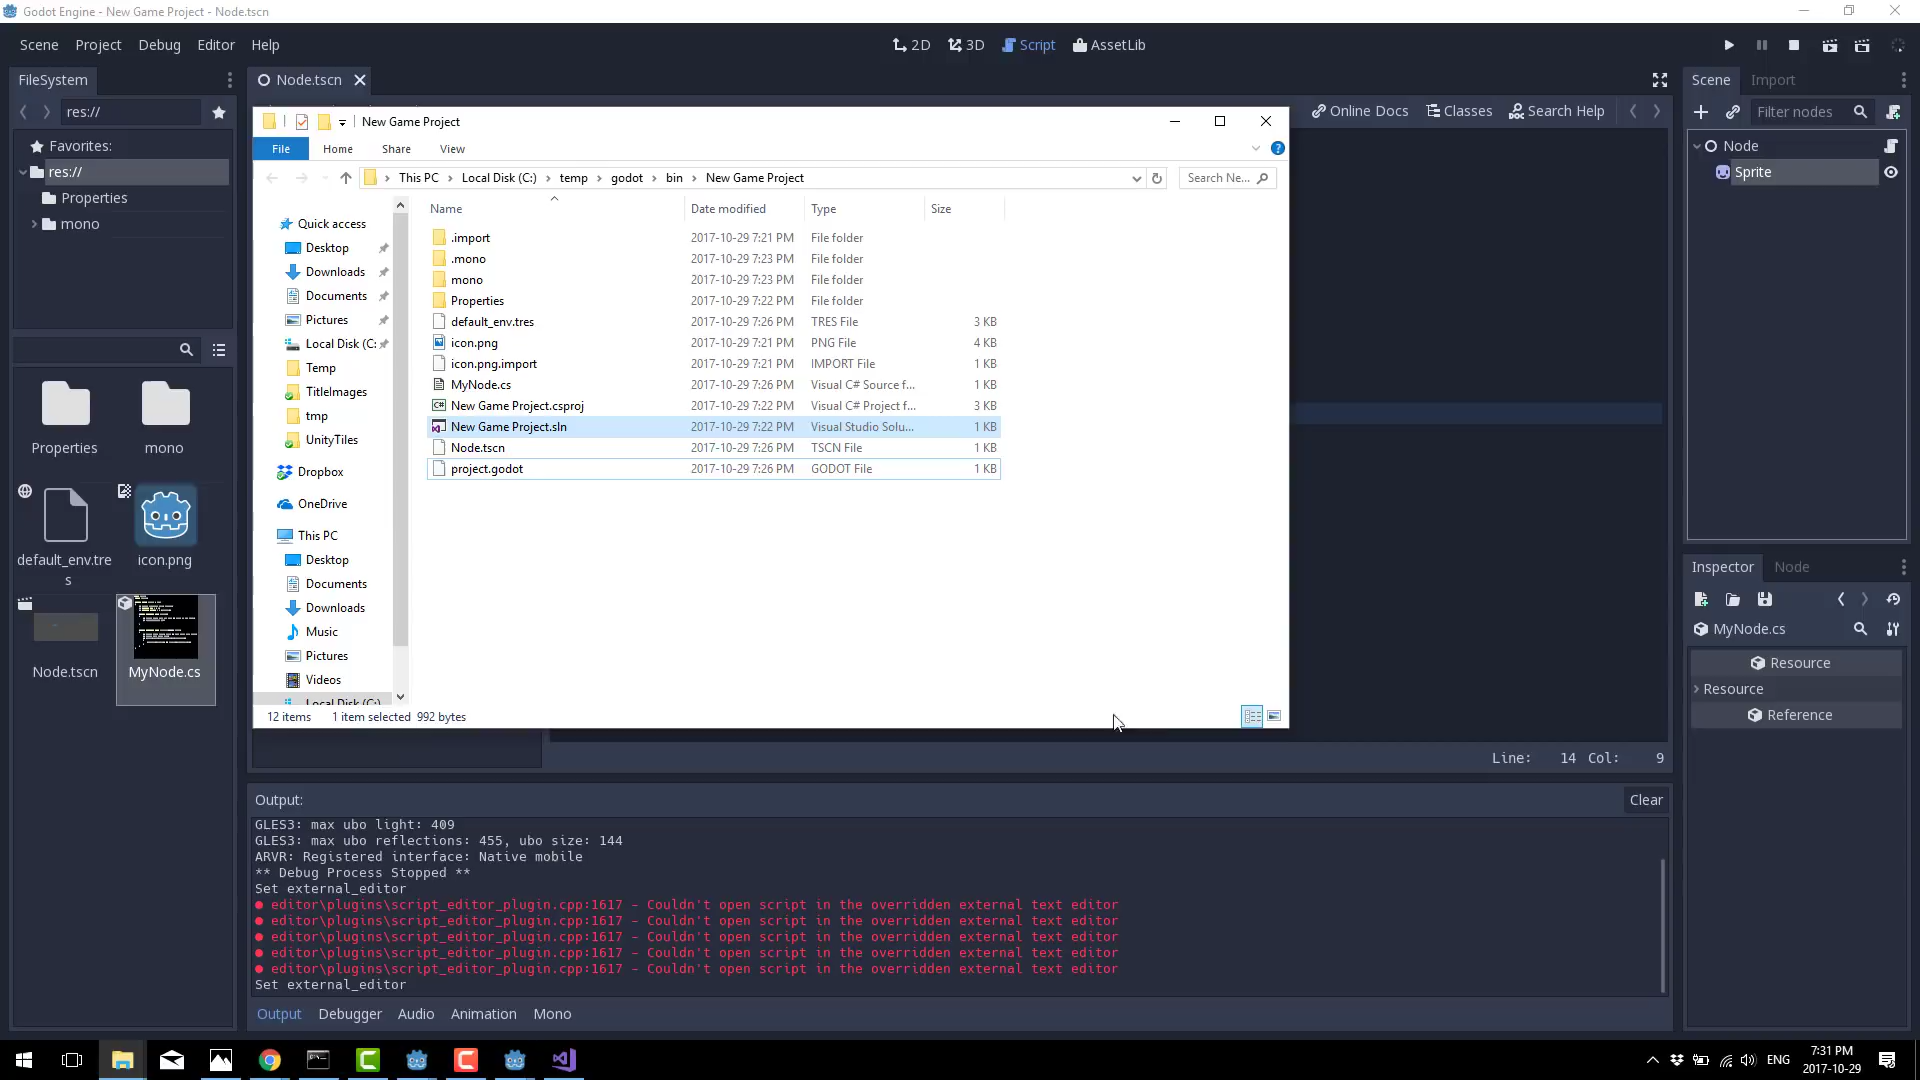 Godot Engine - New Game Project - Node.tscn
Scene Project Debug Editor Help
2D 3D Script AssetLib
FileSystem
Node.tscn
Scene Import
res://
Online Docs Classes Search Help
Filter nodes
Favorites:
res://
Properties
mono
Node
Sprite
New Game Project
File Home Share View
This PC Local Disk (C:) temp godot bin New Game Project
Search Ne...
Name Date modified Type Size
Quick access
Desktop
Downloads
Documents
Pictures
Local Disk (C:
Temp
TitleImages
tmp
UnityTiles
Dropbox
OneDrive
This PC
Desktop
Documents
Downloads
Music
Pictures
Videos
Local Disk (C:)
.import 2017-10-29 7:21 PM File folder
.mono 2017-10-29 7:23 PM File folder
mono 2017-10-29 7:23 PM File folder
Properties 2017-10-29 7:22 PM File folder
default_env.tres 2017-10-29 7:26 PM TRES File 3 KB
icon.png 2017-10-29 7:21 PM PNG File 4 KB
icon.png.import 2017-10-29 7:21 PM IMPORT File 1 KB
MyNode.cs 2017-10-29 7:26 PM Visual C# Source f... 1 KB
New Game Project.csproj 2017-10-29 7:22 PM Visual C# Project f... 3 KB
New Game Project.sln 2017-10-29 7:22 PM Visual Studio Solu... 1 KB
Node.tscn 2017-10-29 7:26 PM TSCN File 1 KB
project.godot 2017-10-29 7:26 PM GODOT File 1 KB
12 items 1 item selected 992 bytes
Properties
mono
default_env.tre
s
icon.png
Node.tscn
MyNode.cs
Line: 14 Col: 9
Inspector Node
MyNode.cs
Resource
Resource
Reference
Output:
Clear
GLES3: max ubo light: 409
GLES3: max ubo reflections: 455, ubo size: 144
ARVR: Registered interface: Native mobile
** Debug Process Stopped **
Set external_editor
editor\plugins\script_editor_plugin.cpp:1617 - Couldn't open script in the overridden external text editor
editor\plugins\script_editor_plugin.cpp:1617 - Couldn't open script in the overridden external text editor
editor\plugins\script_editor_plugin.cpp:1617 - Couldn't open script in the overridden external text editor
editor\plugins\script_editor_plugin.cpp:1617 - Couldn't open script in the overridden external text editor
editor\plugins\script_editor_plugin.cpp:1617 - Couldn't open script in the overridden external text editor
Set external_editor
Output Debugger Audio Animation Mono
ENG
7:31 PM
2017-10-29